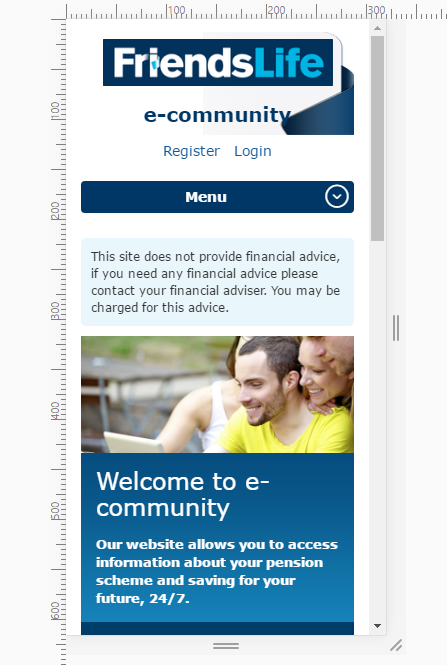 100
200
300
FriendsLife
e-community
Register Login
Menu
This site does not provide financial advice,
if you need any financial advice please
contact your financial adviser. You may be
charged for this advice.
Welcome to e-
community
Our website allows you to access
information about your pension
scheme and saving for your
future, 24/7.
100
200
300
400
500
600